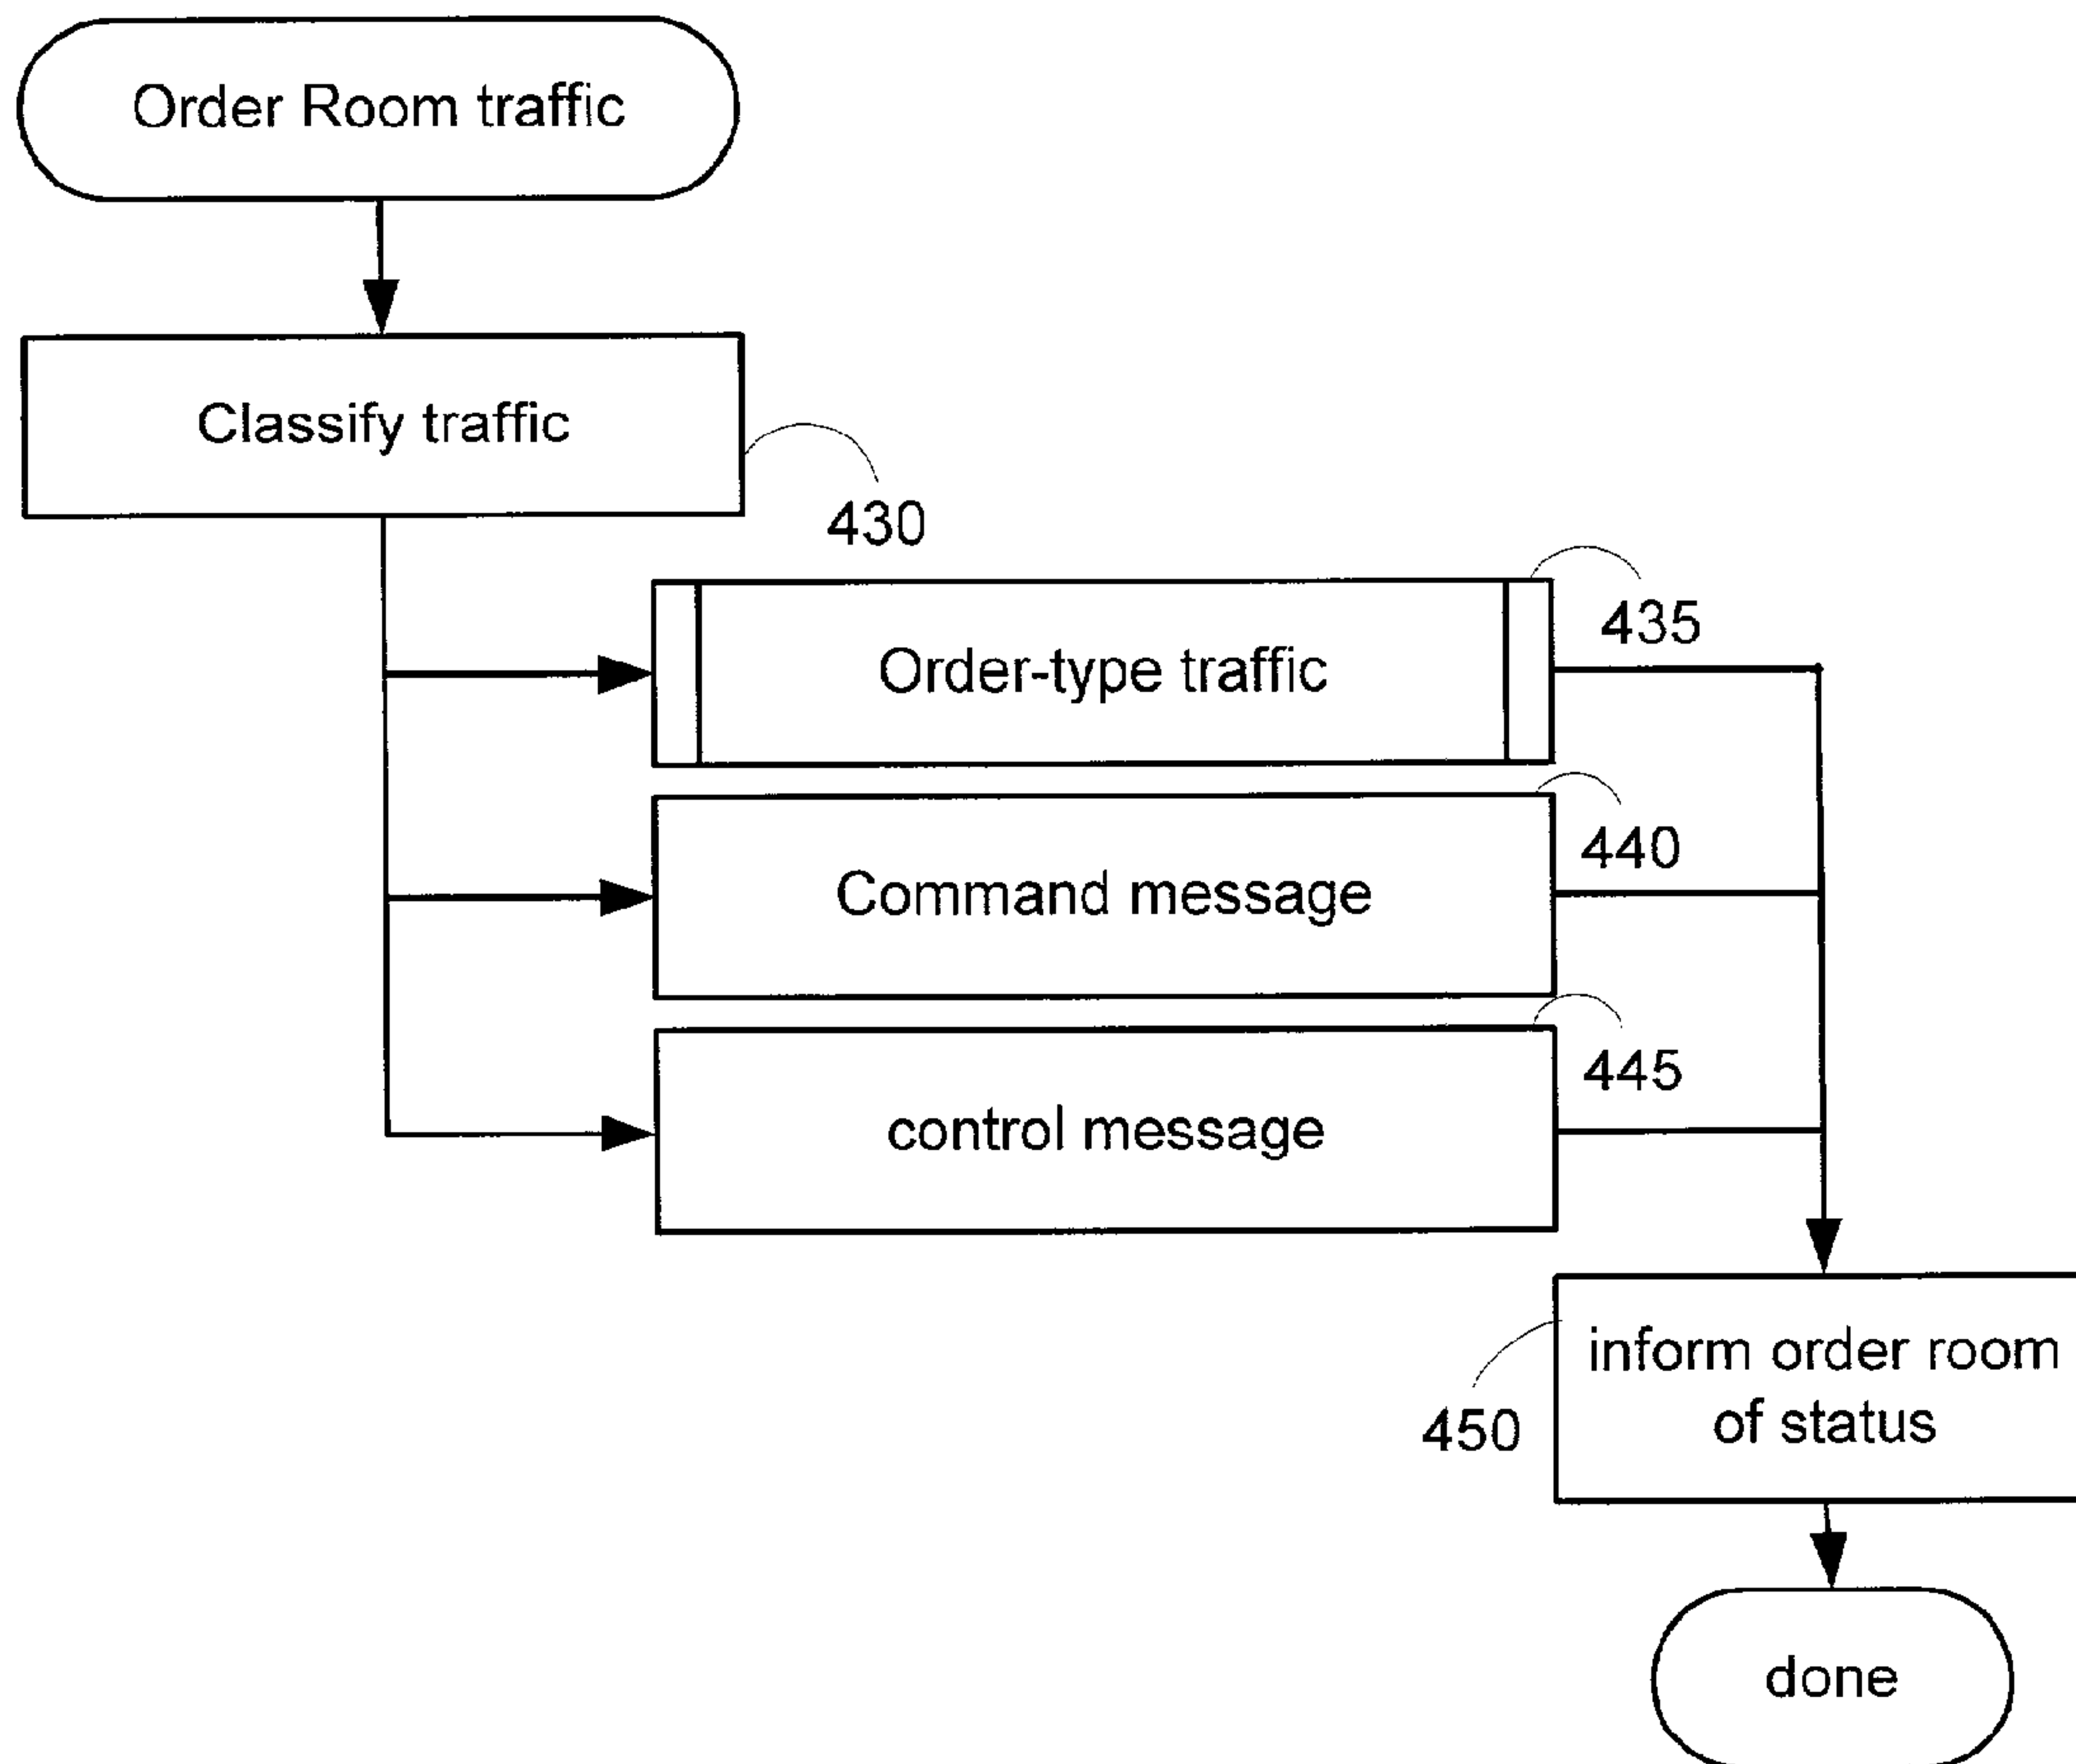 Order Room traffic
Classify traffic
430
435
Order-type traffic
440
Command message
445
control message
inform order room
of status
450
done